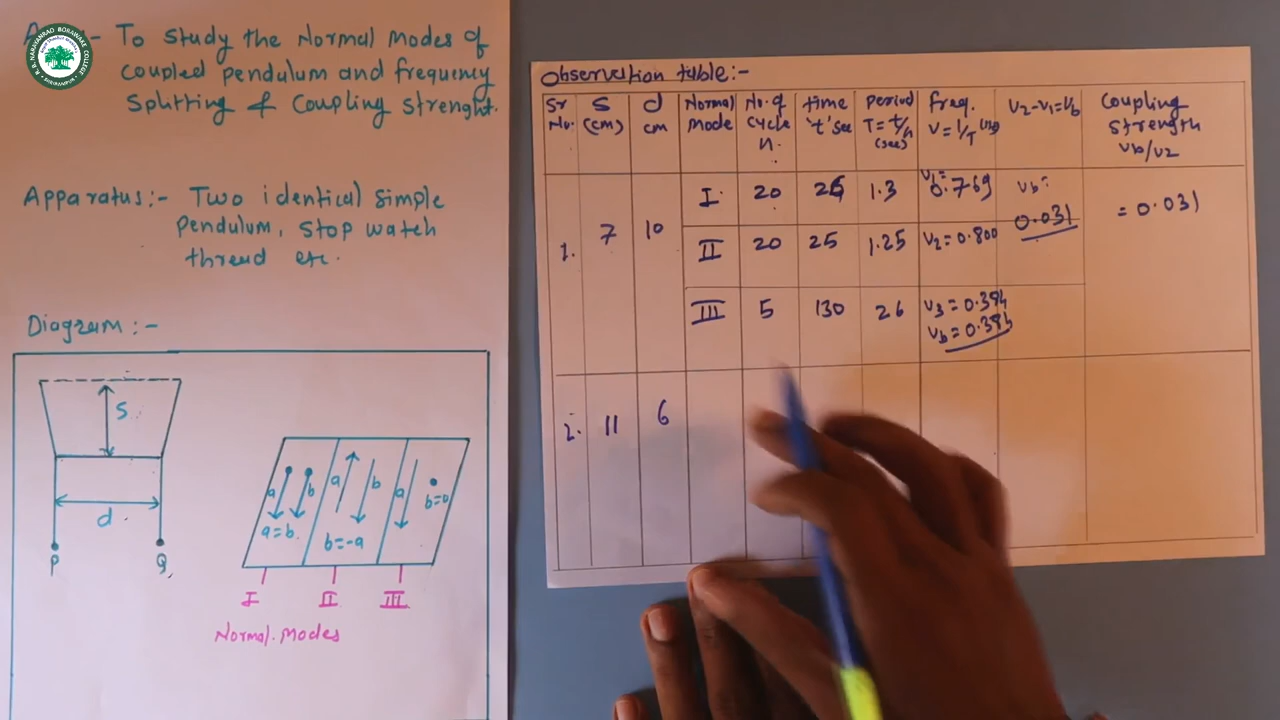 - To study the Normal modes of
coupled pendulum and frequency
Splitting & Coupling strenght.
Apparatus:- Two identical simple
pendulum, stop watch
thread etc.
Diagram:-
S
d
P
Q
a
b
a=b
a
b
b=-a
a
b=0
I
II
III
Normal. modes
Observation table:-
Sr No.
S (cm)
d cm
Normal mode
No. of cycle n.
time 't' sec
Period T = t/n (sec)
freq. ν = 1/T
ν2-ν1=νb
Coupling strength νb/ν2
1.
7
10
I
20
26
1.3
ν1= 0.769
νb= 0.031
= 0.031
II
20
25
1.25
ν2 = 0.800
III
5
130
26
ν3 = 0.384
νb = 0.384
2.
11
6